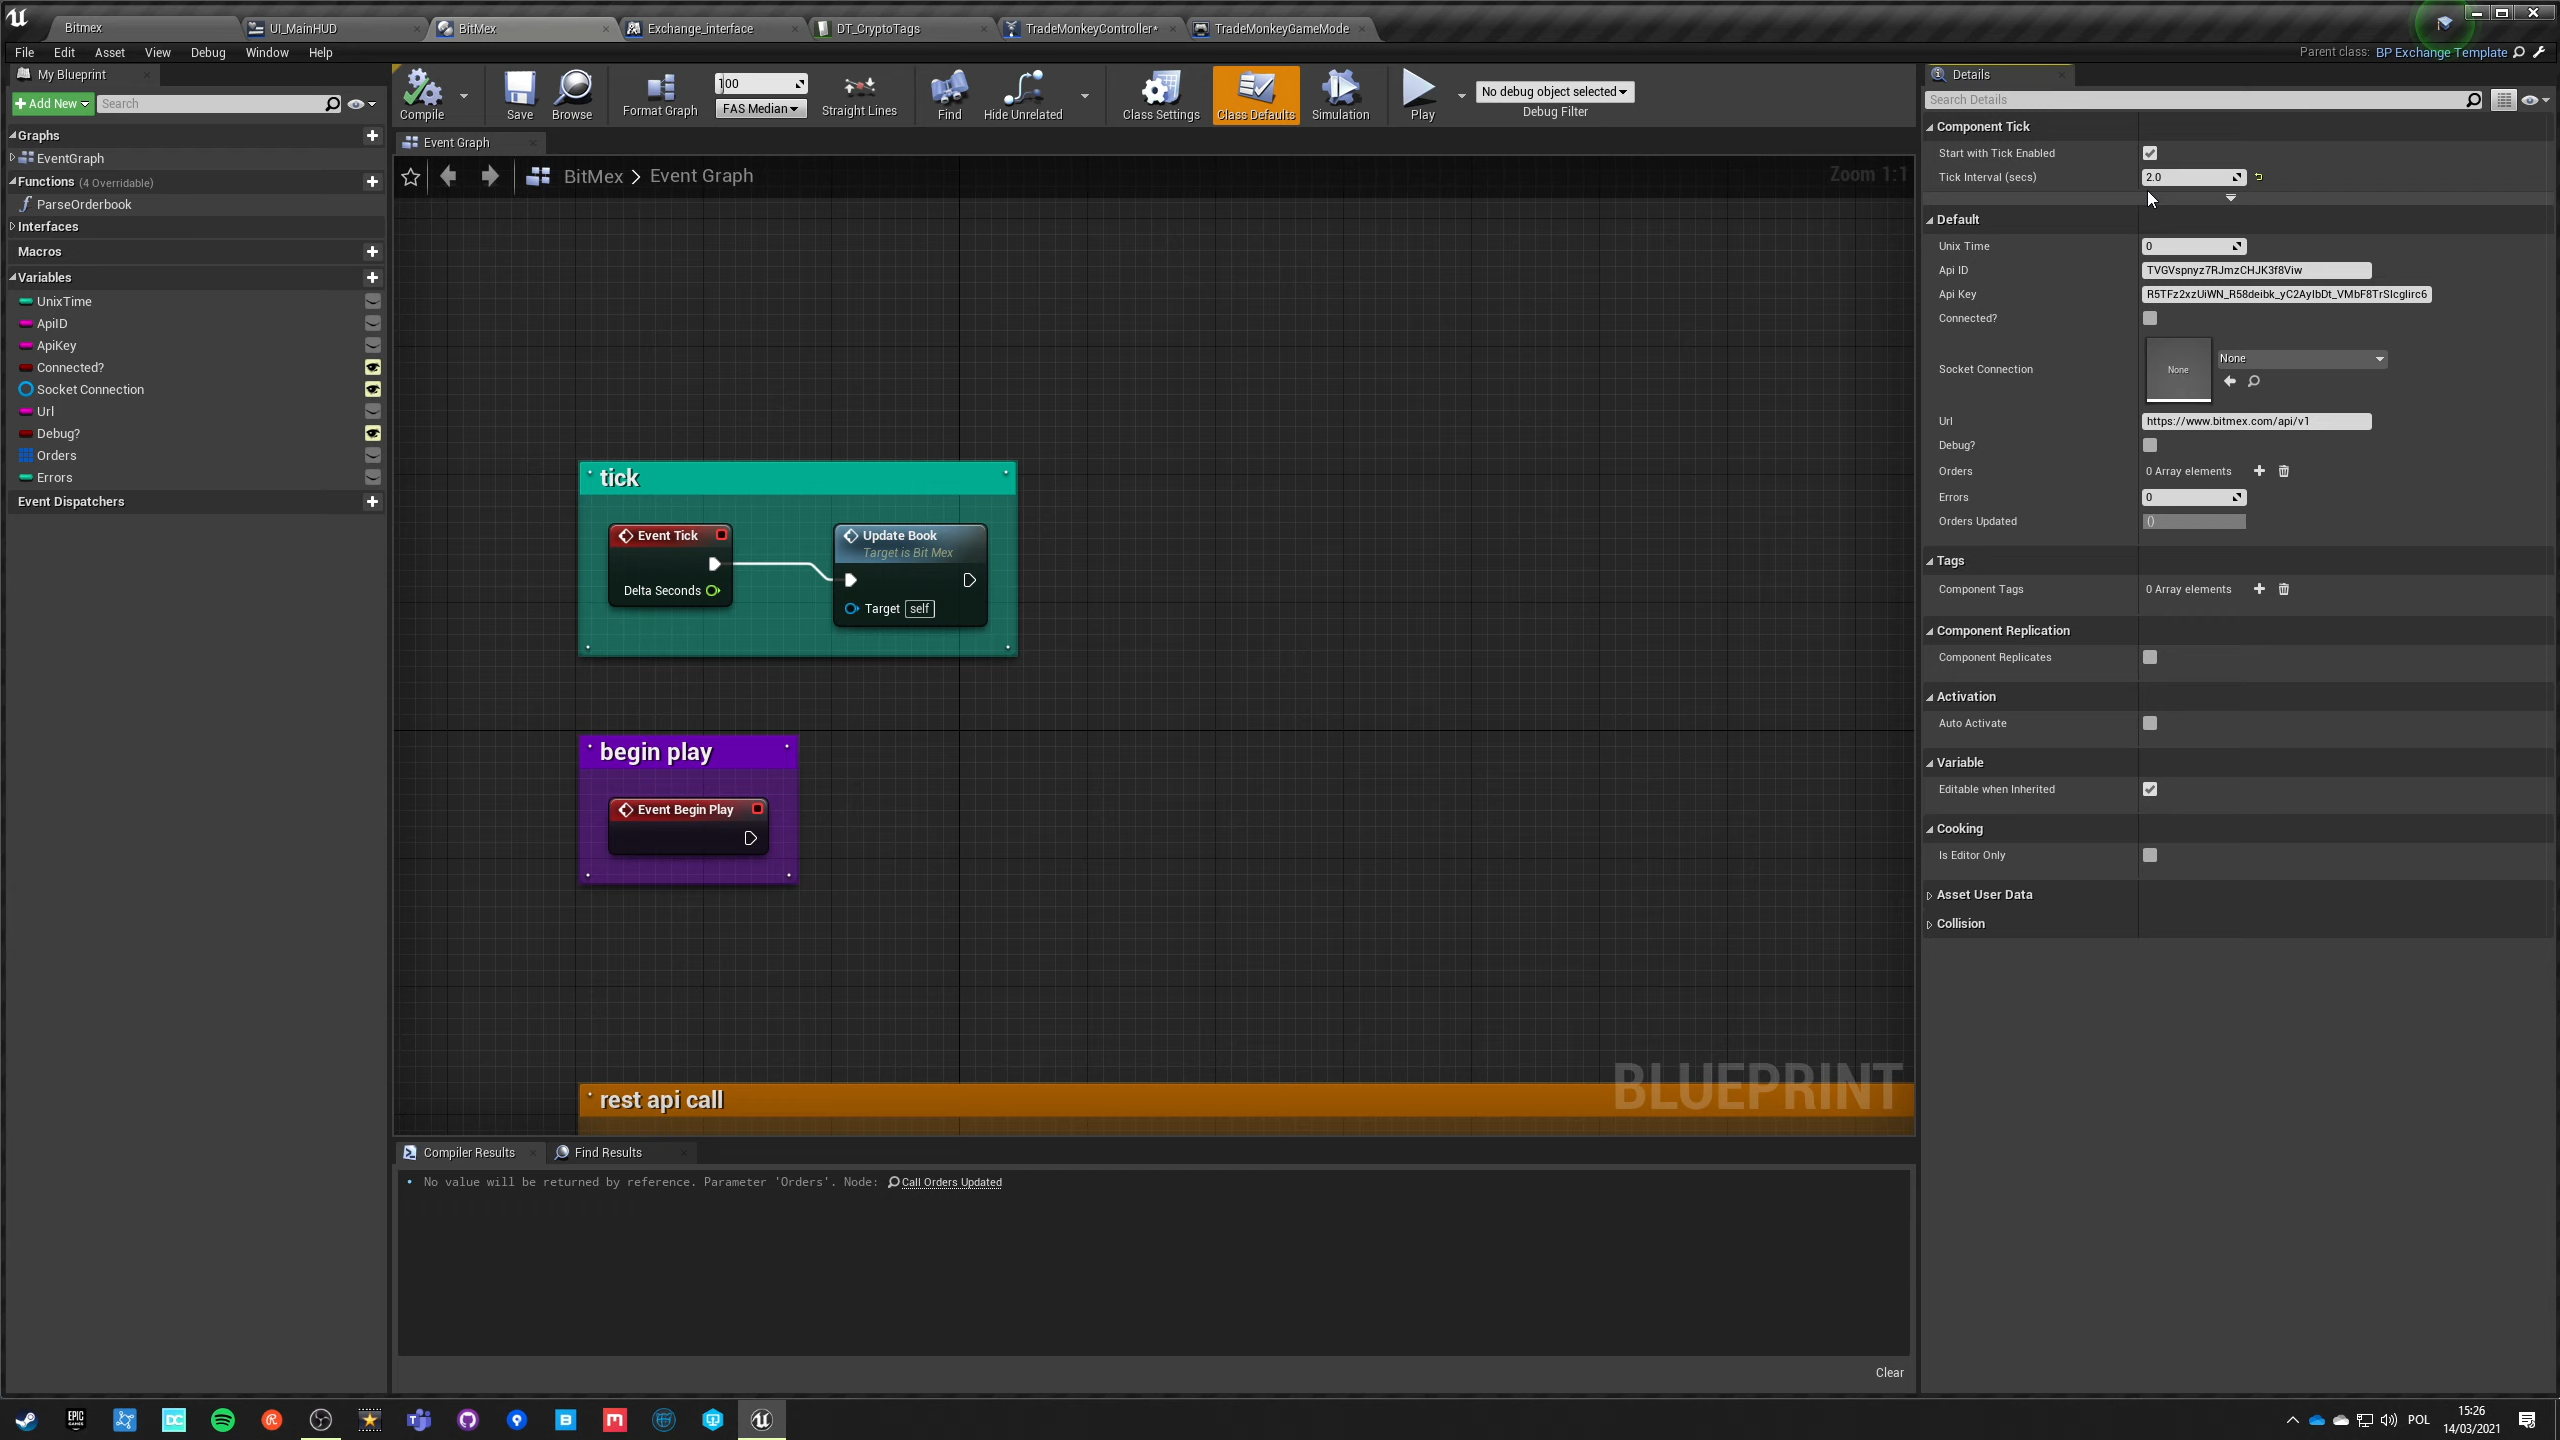 Bitmex
UI_MainHUD
BitMex
Exchange_interface
DT_CryptoTags
TradeMonkeyController*
TradeMonkeyGameMode
File Edit Asset View Debug Window Help
Parent class: BP Exchange Template
My Blueprint
Add New
Search
Graphs
EventGraph
Functions (4 Overridable)
ParseOrderbook
Interfaces
Macros
Variables
UnixTime
ApiID
ApiKey
Connected?
Socket Connection
Url
Debug?
Orders
Errors
Event Dispatchers
Compile
Save
Browse
Format Graph
100
FAS Median
Straight Lines
Find
Hide Unrelated
Class Settings
Class Defaults
Simulation
Play
No debug object selected
Debug Filter
Event Graph
BitMex > Event Graph
Zoom 1:1
tick
Event Tick
Delta Seconds
Update Book
Target is Bit Mex
Target self
begin play
Event Begin Play
rest api call
BLUEPRINT
Compiler Results
Find Results
• No value will be returned by reference. Parameter 'Orders'. Node: Call Orders Updated
Clear
Details
Search Details
Component Tick
Start with Tick Enabled
Tick Interval (secs) 2.0
Default
Unix Time 0
Api ID TVGVspnyz7RJmzCHJK3f8Viw
Api Key R5TFz2xzUiWN_R58deibk_yC2AyIbDt_VMbF8TrSIcgIirc6
Connected?
Socket Connection None None
Url https://www.bitmex.com/api/v1
Debug?
Orders 0 Array elements
Errors 0
Orders Updated ()
Tags
Component Tags 0 Array elements
Component Replication
Component Replicates
Activation
Auto Activate
Variable
Editable when Inherited
Cooking
Is Editor Only
Asset User Data
Collision
EPIC GAMES
DC
POL
15:26
14/03/2021